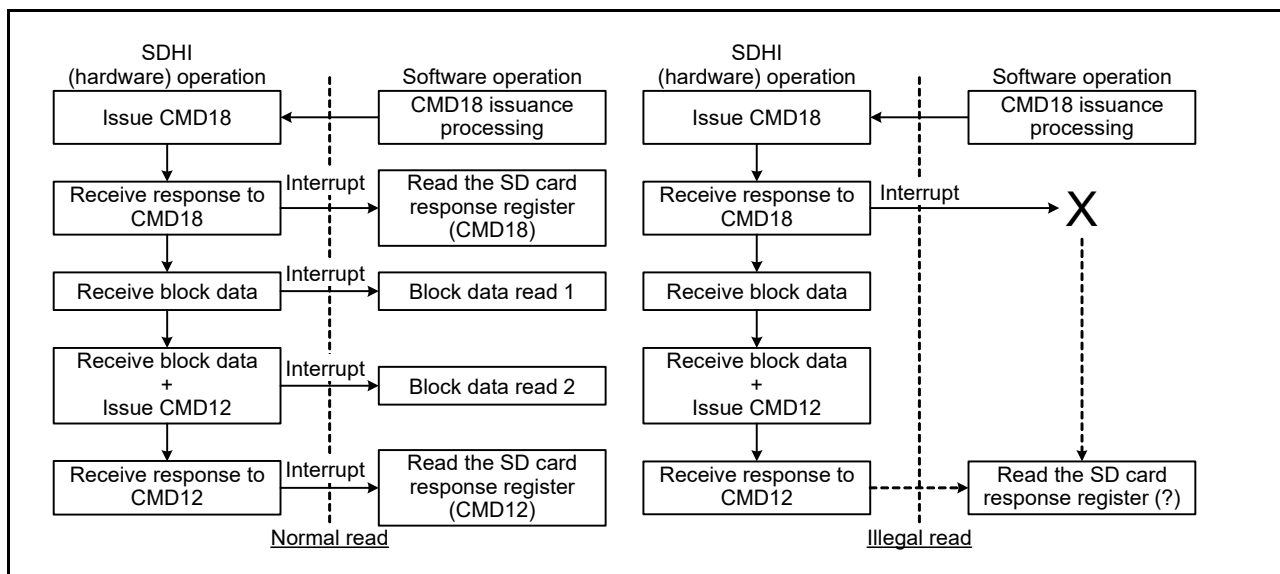 SDHI
(hardware) operation
Software operation
Issue CMD18
CMD18 issuance
processing
Receive response to
CMD18
Interrupt
Read the SD card
response register
(CMD18)
Receive block data
Interrupt
Block data read 1
Receive block data
+
Issue CMD12
Interrupt
Block data read 2
Receive response to
CMD12
Interrupt
Read the SD card
response register
(CMD12)
Normal read
SDHI
(hardware) operation
Software operation
Issue CMD18
CMD18 issuance
processing
Receive response to
CMD18
Interrupt
X
Receive block data
Receive block data
+
Issue CMD12
Receive response to
CMD12
Read the SD card
response register (?)
Illegal read